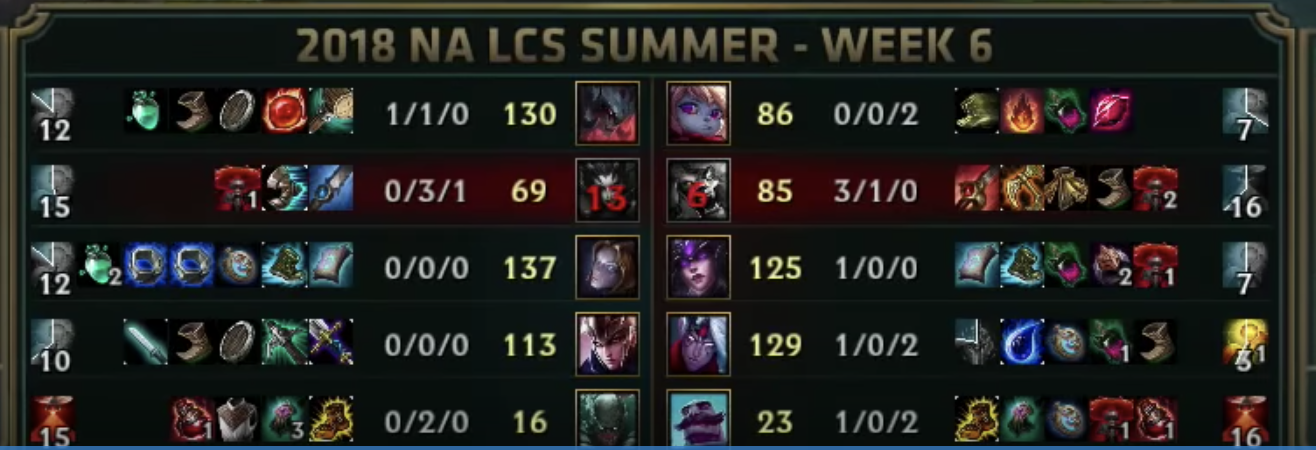 2018 NA LCS SUMMER - WEEK 6
12 1/1/0 130 86 0/0/2 7
15 1 0/3/1 69 13 6 85 3/1/0 2 16
12 2 0/0/0 137 125 1/0/0 2 1 7
10 0/0/0 113 129 1/0/2 1 1
15 1 3 0/2/0 16 23 1/0/2 1 1 16